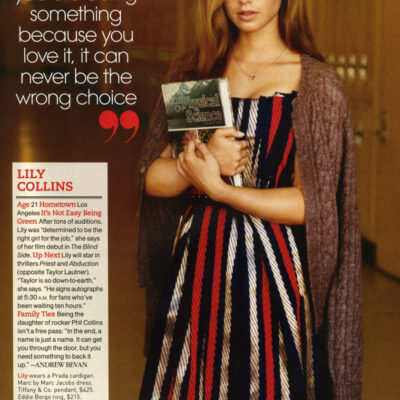 something
because you
love it, it can
never be the
wrong choice
”
Physical
Science
LILY
COLLINS
Age 21 Hometown Los
Angeles It's Not Easy Being
Green After tons of auditions,
Lily was “determined to be the
right girl for the job,” she says
of her film debut in The Blind
Side. Up Next Lily will star in
thrillers Priest and Abduction
(opposite Taylor Lautner).
“Taylor is so down-to-earth,”
she says. “He signs autographs
at 5:30 A.M. for fans who've
been waiting ten hours.”
Family Ties Being the
daughter of rocker Phil Collins
isn't a free pass: “In the end, a
name is just a name. It can get
you through the door, but you
need something to back it
up.” —ANDREW BEVAN
Lily wears a Prada cardigan.
Marc by Marc Jacobs dress.
Tiffany & Co. pendant, $425.
Eddie Borgo ring, $215.